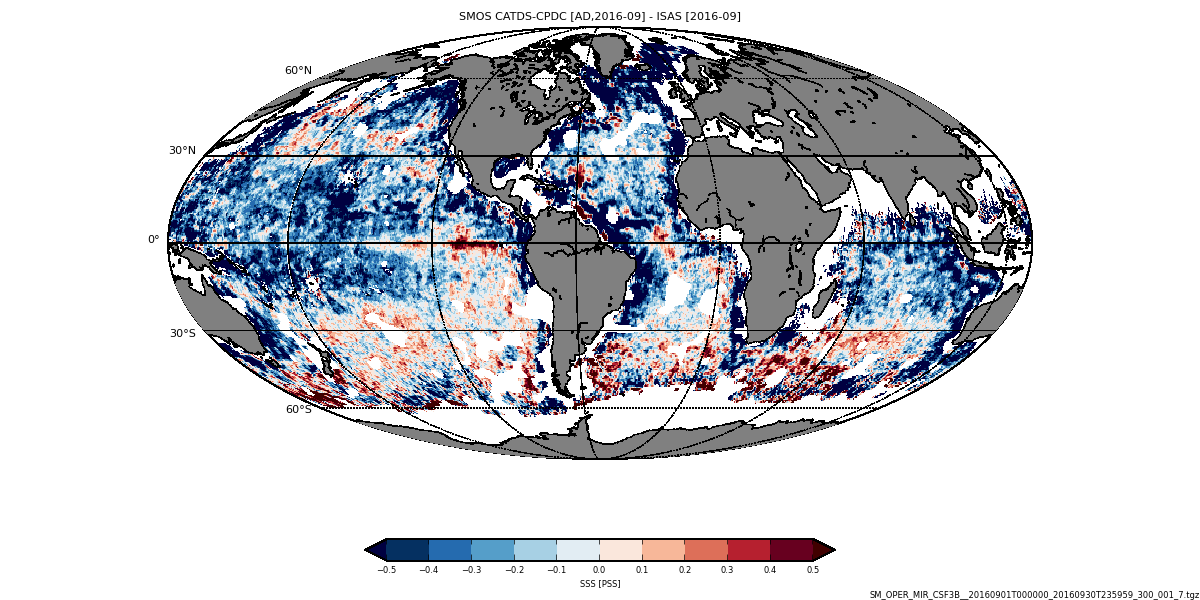 SMOS CATDS-CPDC [AD,2016-09] - ISAS [2016-09]
60°N
30°N
0°
30°S
60°S
−0.5 −0.4 −0.3 −0.2 −0.1 0.0 0.1 0.2 0.3 0.4 0.5
SSS [PSS]
SM_OPER_MIR_CSF3B__20160901T000000_20160930T235959_300_001_7.tgz